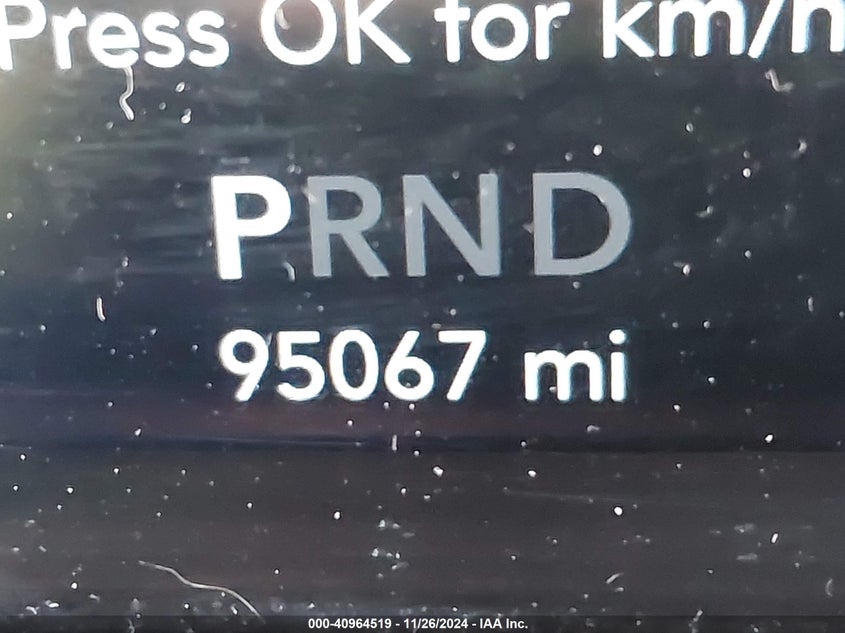 Press OK for km/h
PRND
95067 mi
000-40964519 - 11/26/2024 - IAA Inc.